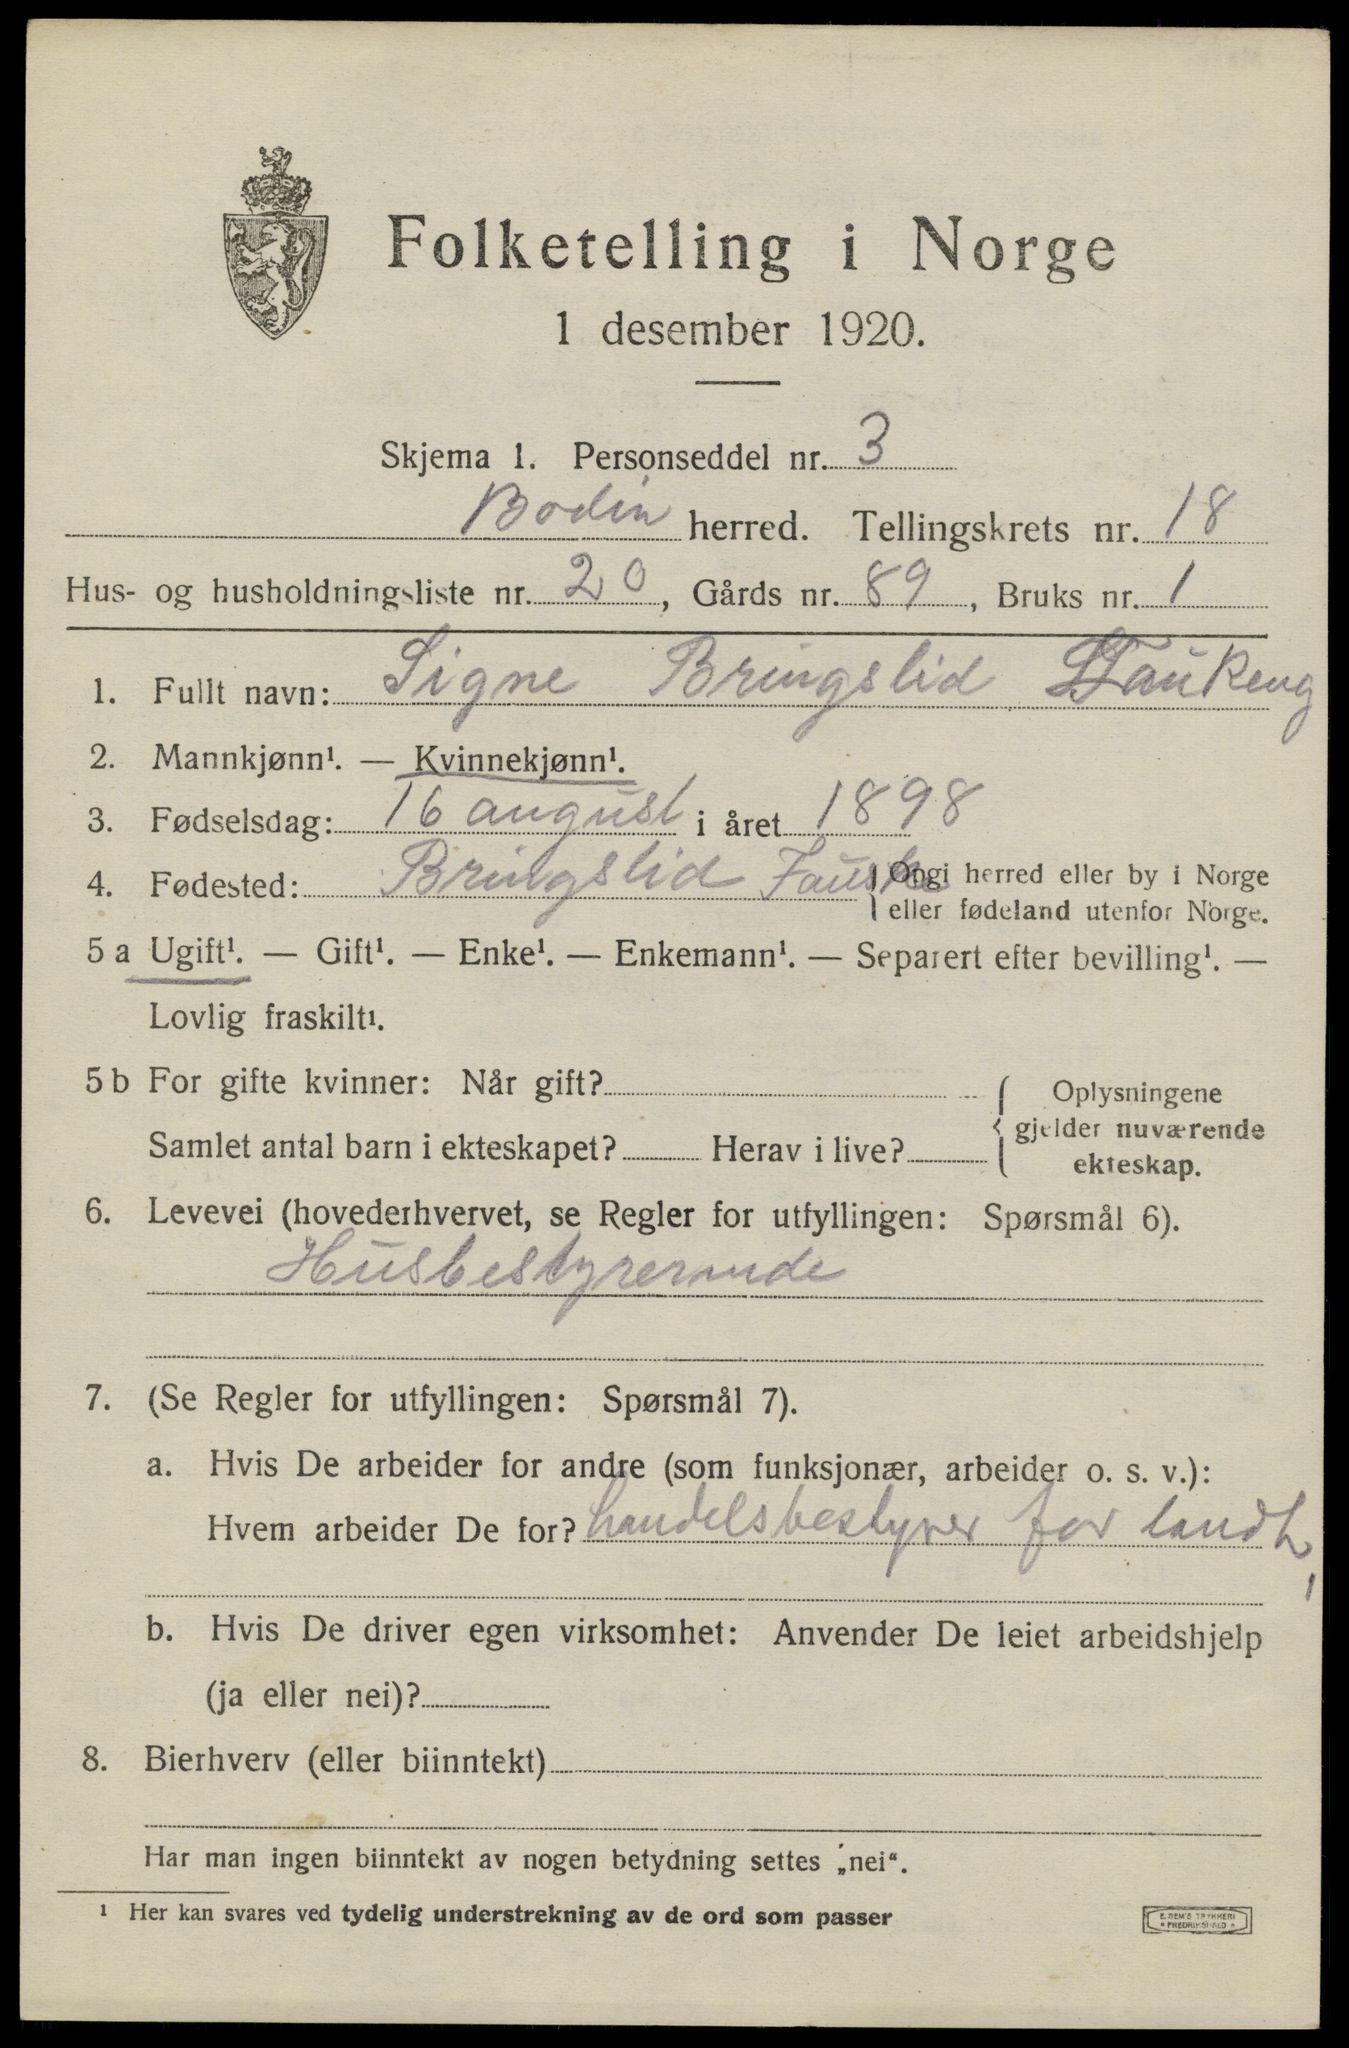 Folketelling i Norge
1 desember 1920.
Skjema 1. Personseddel nr. 3
Bodin herred. Tellingskrets nr. 18
Hus- og husholdningsliste nr. 20, Gårds nr. 89, Bruks nr. 1
1. Fullt navn: Signe Bringslid
2. Mannkjønn¹. — Kvinnekjønn¹.
3. Fødselsdag: 16 august i året 1898
4. Fødested: Bringslid Fauske { Opgi herred eller by i Norge
eller fødeland utenfor Norge.
5 a Ugift¹. — Gift¹. — Enke¹. — Enkemann¹. — Separert efter bevilling¹. —
Lovlig fraskilt¹.
5 b For gifte kvinner: Når gift?
Samlet antal barn i ekteskapet? Herav i live?
{ Oplysningene
gjelder nuværende
ekteskap.
6. Levevei (hovederhvervet, se Regler for utfyllingen: Spørsmål 6).
Husbestyrerande
7. (Se Regler for utfyllingen: Spørsmål 7).
a. Hvis De arbeider for andre (som funksjonær, arbeider o. s. v.):
Hvem arbeider De for? handelsbestyrer for landh,
b. Hvis De driver egen virksomhet: Anvender De leiet arbeidshjelp
(ja eller nei)?
8. Bierhverv (eller biinntekt)
Har man ingen biinntekt av nogen betydning settes „nei“.
¹ Her kan svares ved tydelig understrekning av de ord som passer
E. SEM'S TRYKKERI
* FREDRIKSHALD *